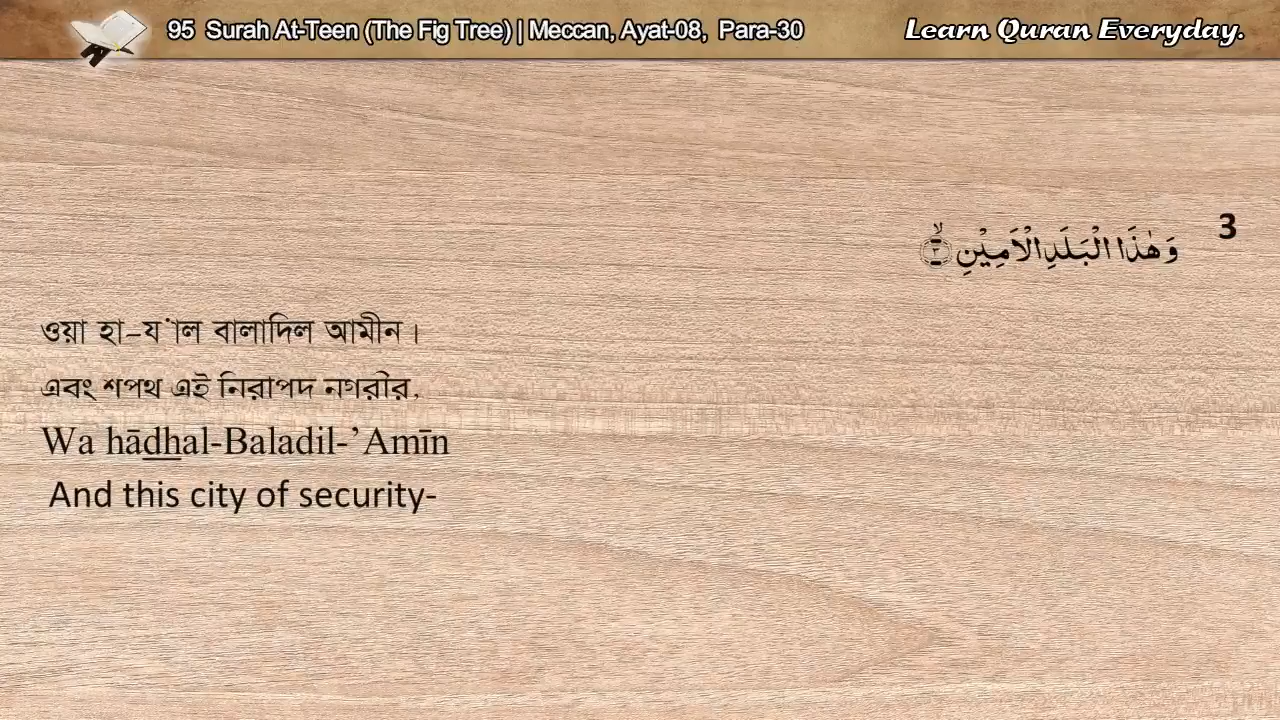 95 Surah At-Teen (The Fig Tree) | Meccan, Ayat-08, Para-30
Learn Quran Everyday.
3
وَهٰذَا الْبَلَدِ الْاَمِيْنِۙ ﴿٣﴾
ওয়া হা–য·াল বালাদিল আমীন।
এবং শপথ এই নিরাপদ নগরীর,
Wa hādhal-Baladil-’Amīn
And this city of security-